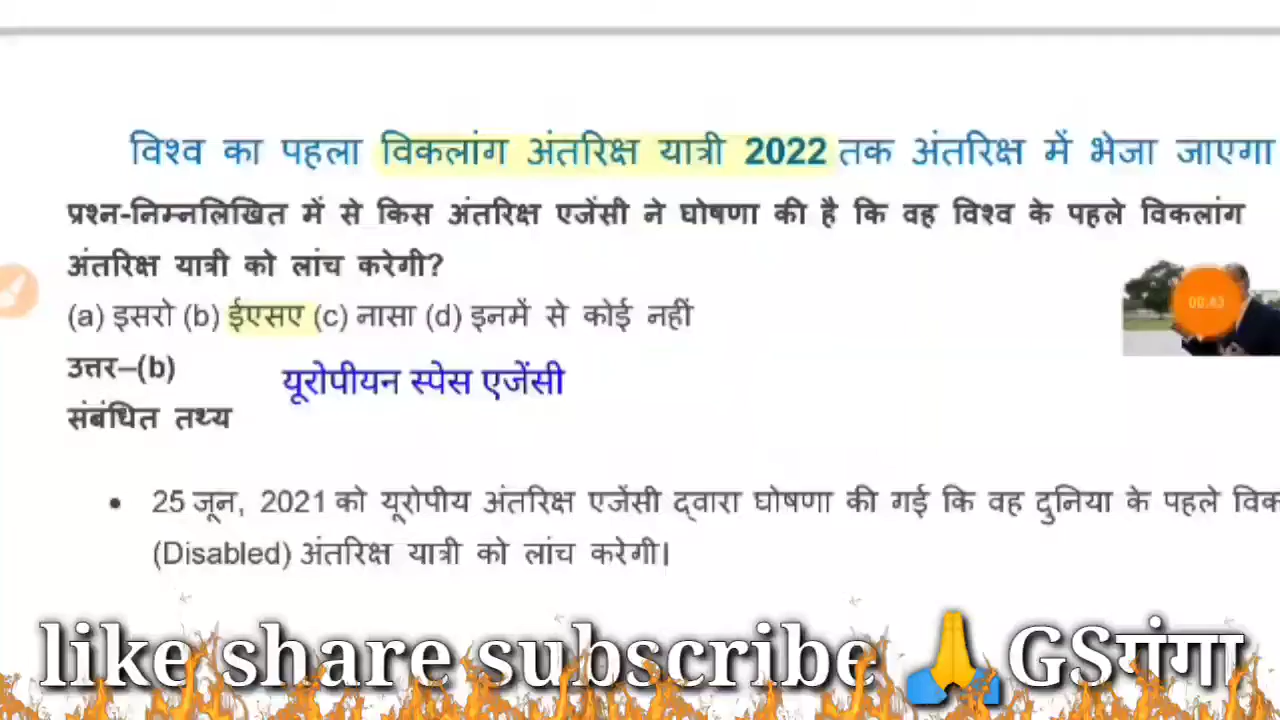 विश्व का पहला विकलांग अंतरिक्ष यात्री 2022 तक अंतरिक्ष में भेजा जाएगा
प्रश्न-निम्नलिखित में से किस अंतरिक्ष एजेंसी ने घोषणा की है कि वह विश्व के पहले विकलांग
अंतरिक्ष यात्री को लांच करेगी?
(a) इसरो (b) ईएसए (c) नासा (d) इनमें से कोई नहीं
उत्तर–(b)
यूरोपीयन स्पेस एजेंसी
संबंधित तथ्य
• 25 जून, 2021 को यूरोपीय अंतरिक्ष एजेंसी द्वारा घोषणा की गई कि वह दुनिया के पहले
(Disabled) अंतरिक्ष यात्री को लांच करेगी।
like share subscribe 🙏 GSगंगा